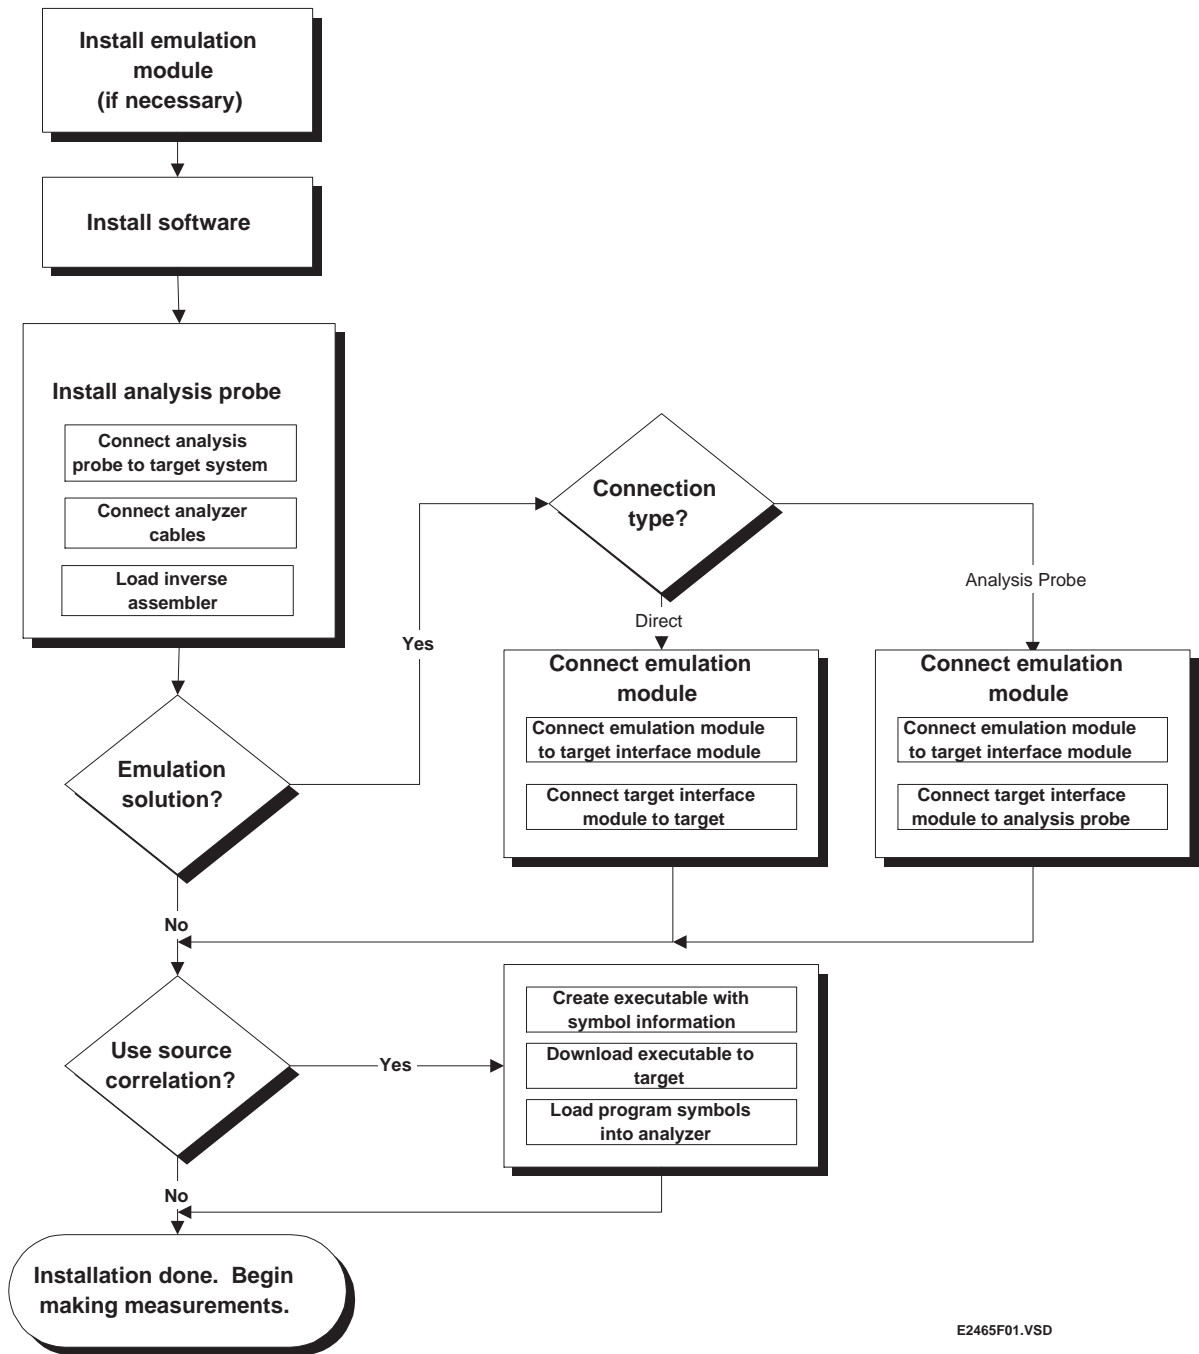 Install emulation
module
(if necessary)
Install software
Install analysis probe
Connect analysis
probe to target system
Connect analyzer
cables
Load inverse
assembler
Emulation
solution?
Yes
No
Connection
type?
Direct
Analysis Probe
Connect emulation
module
Connect emulation module
to target interface module
Connect target interface
module to target
Connect emulation
module
Connect emulation module
to target interface module
Connect target interface
module to analysis probe
Use source
correlation?
Yes
No
Create executable with
symbol information
Download executable to
target
Load program symbols
into analyzer
Installation done.  Begin
making measurements.
E2465F01.VSD